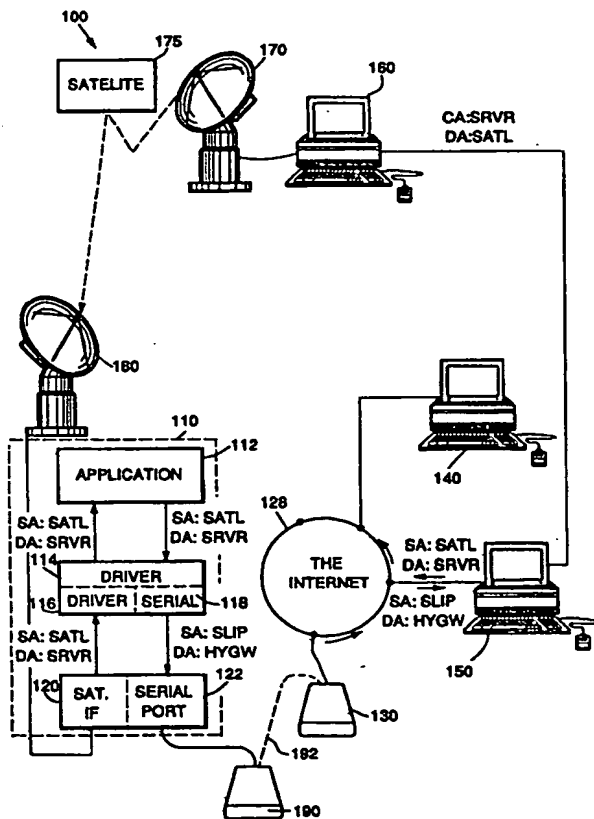 100
175
SATELITE
170
160
CA:SRVR
DA:SATL
180
110
112
APPLICATION
140
SA: SATL
DA: SRVR
SA: SATL
DA: SRVR
128
THE
INTERNET
SA: SATL
DA: SRVR
114
DRIVER
116
DRIVER
SERIAL
118
SA: SLIP
DA: HYGW
150
SA: SATL
DA: SRVR
SA: SLIP
DA: HYGW
120
SAT.
IF
SERIAL
PORT
122
130
192
190